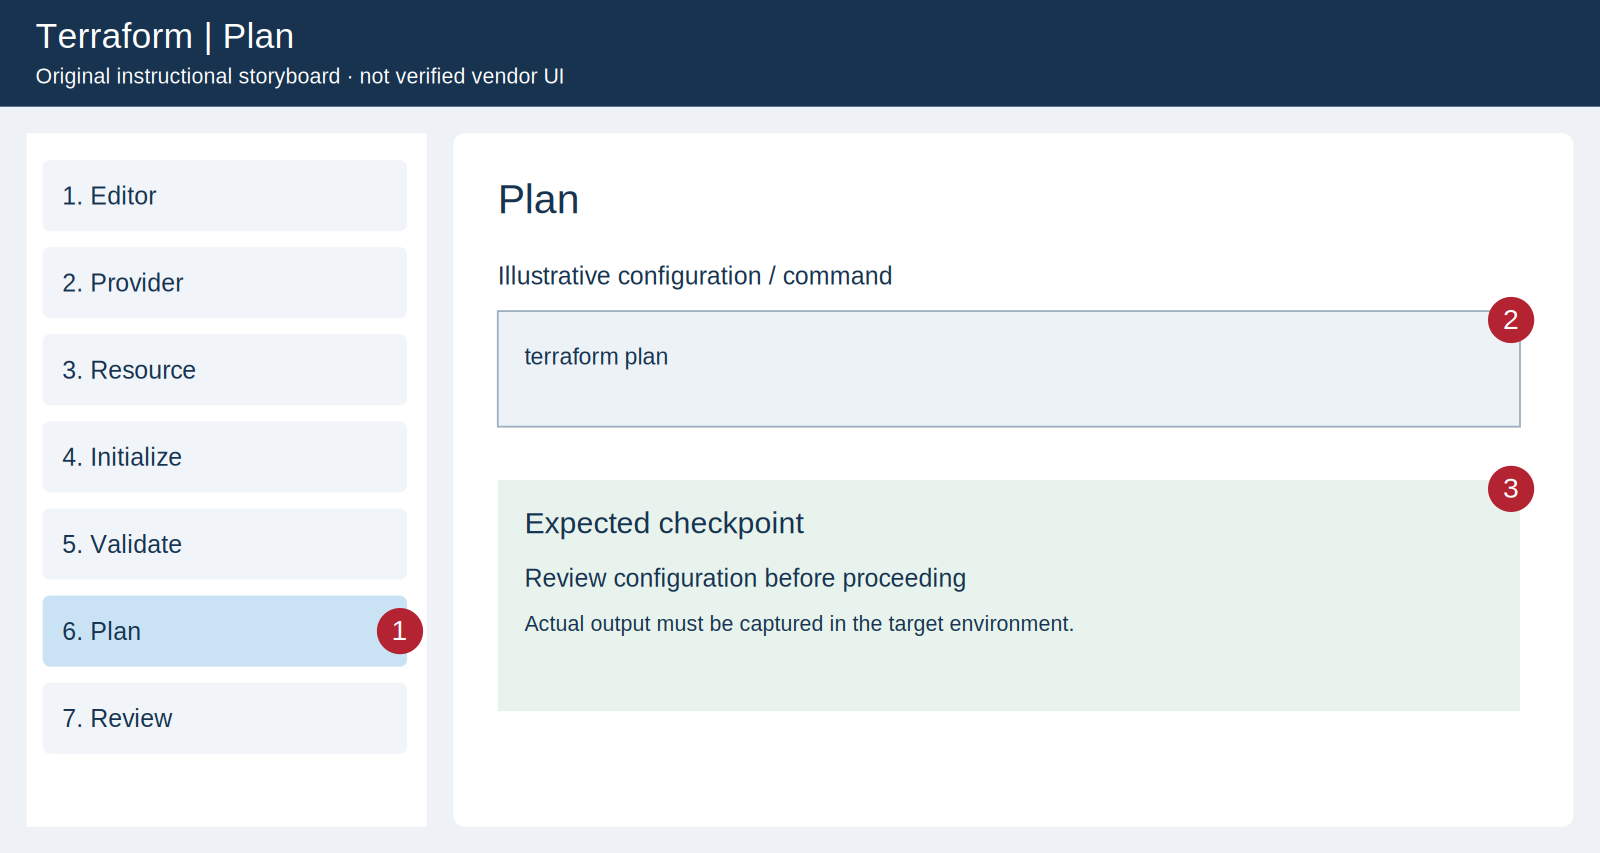 Terraform | Plan
Original instructional storyboard · not verified vendor UI
1. Editor
2. Provider
3. Resource
4. Initialize
5. Validate
6. Plan
1
7. Review
Plan
Illustrative configuration / command
2
terraform plan
3
Expected checkpoint
Review configuration before proceeding
Actual output must be captured in the target environment.